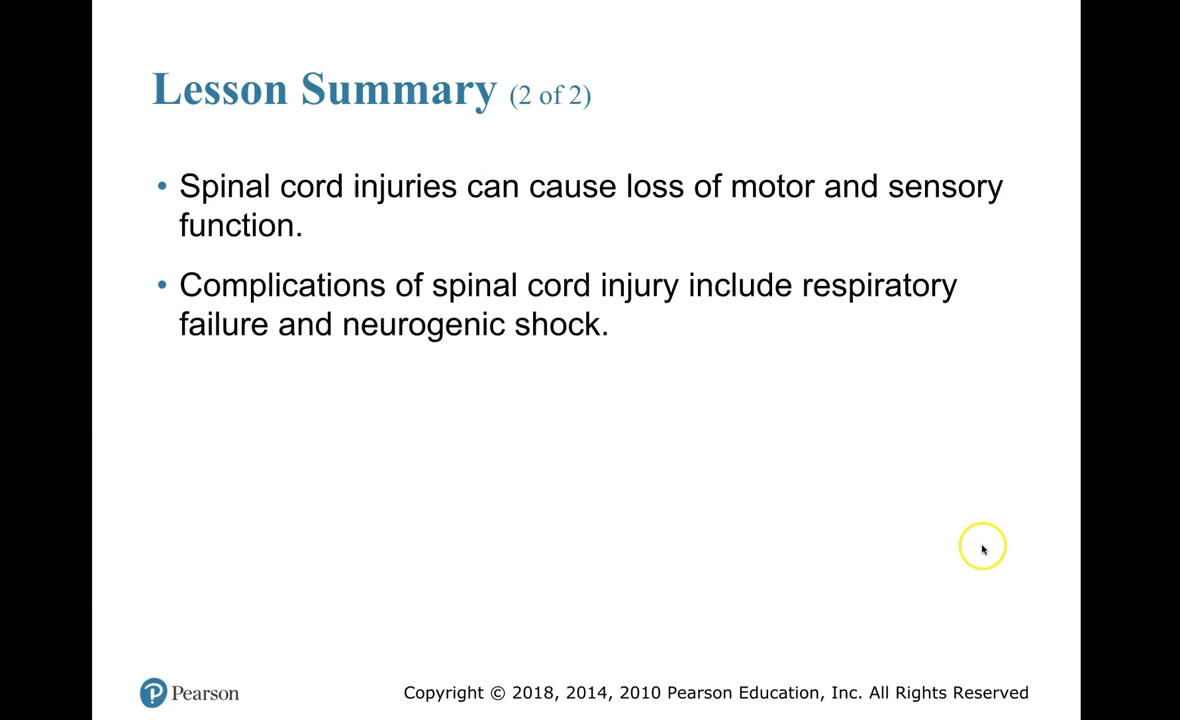 Lesson Summary (2 of 2)
• Spinal cord injuries can cause loss of motor and sensory
function.
• Complications of spinal cord injury include respiratory
failure and neurogenic shock.
Pearson
Copyright © 2018, 2014, 2010 Pearson Education, Inc. All Rights Reserved